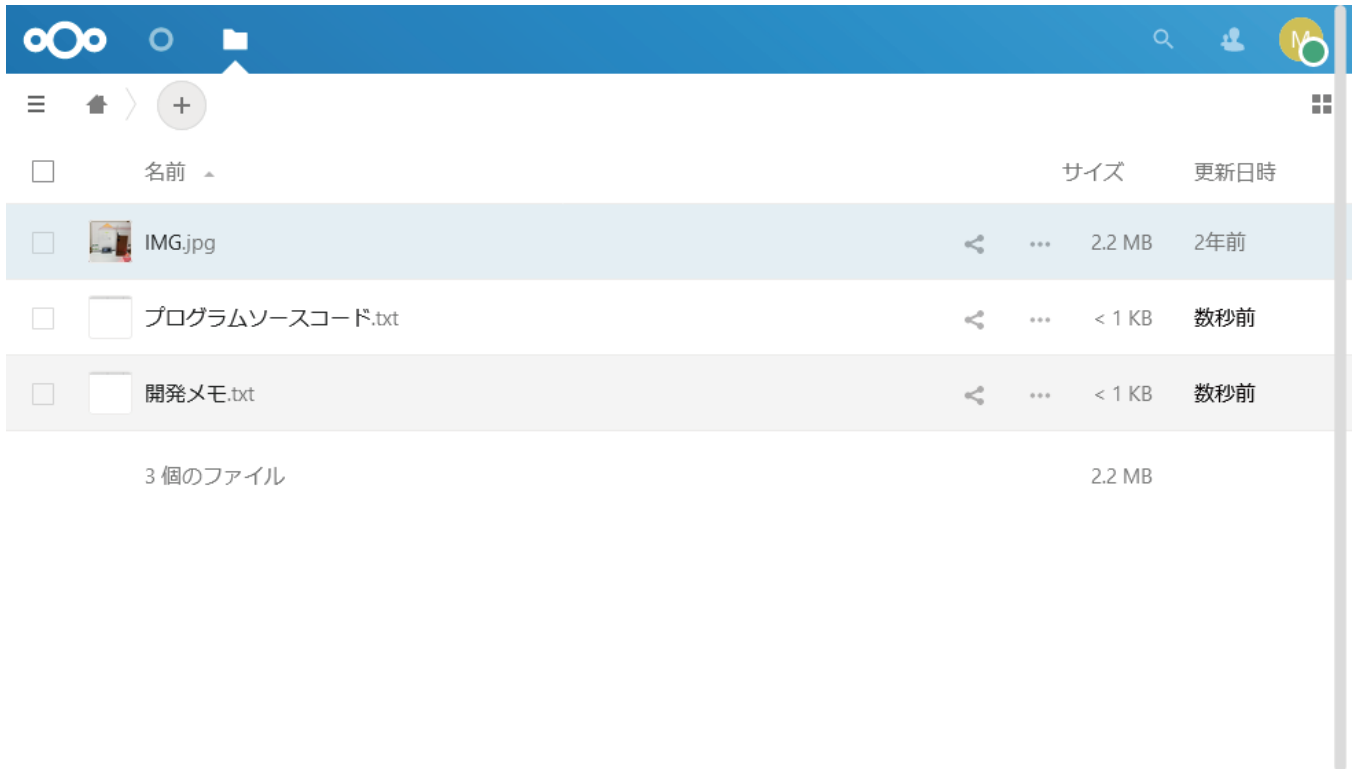 M
名前 サイズ 更新日時
IMG.jpg ... 2.2 MB 2年前
プログラムソースコード.txt ... < 1 KB 数秒前
開発メモ.txt ... < 1 KB 数秒前
3 個のファイル 2.2 MB